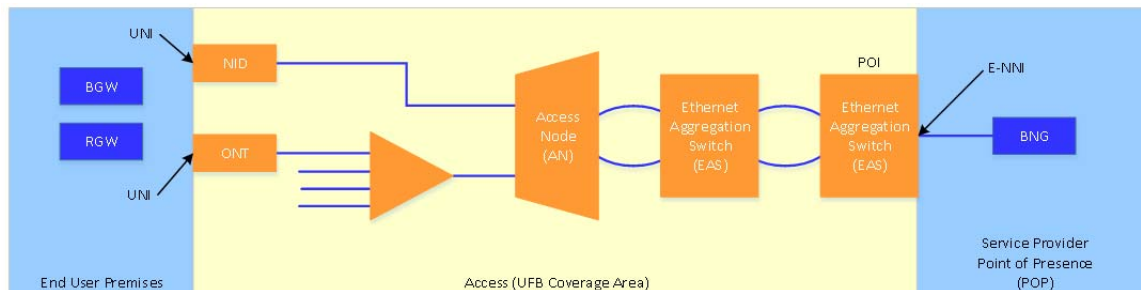 UNI
NID
BGW
RGW
ONT
UNI
Access
Node
(AN)
Ethernet
Aggregation
Switch
(EAS)
POI
Ethernet
Aggregation
Switch
(EAS)
E-NNI
BNG
End User Premises
Access (UFB Coverage Area)
Service Provider
Point of Presence
(POP)